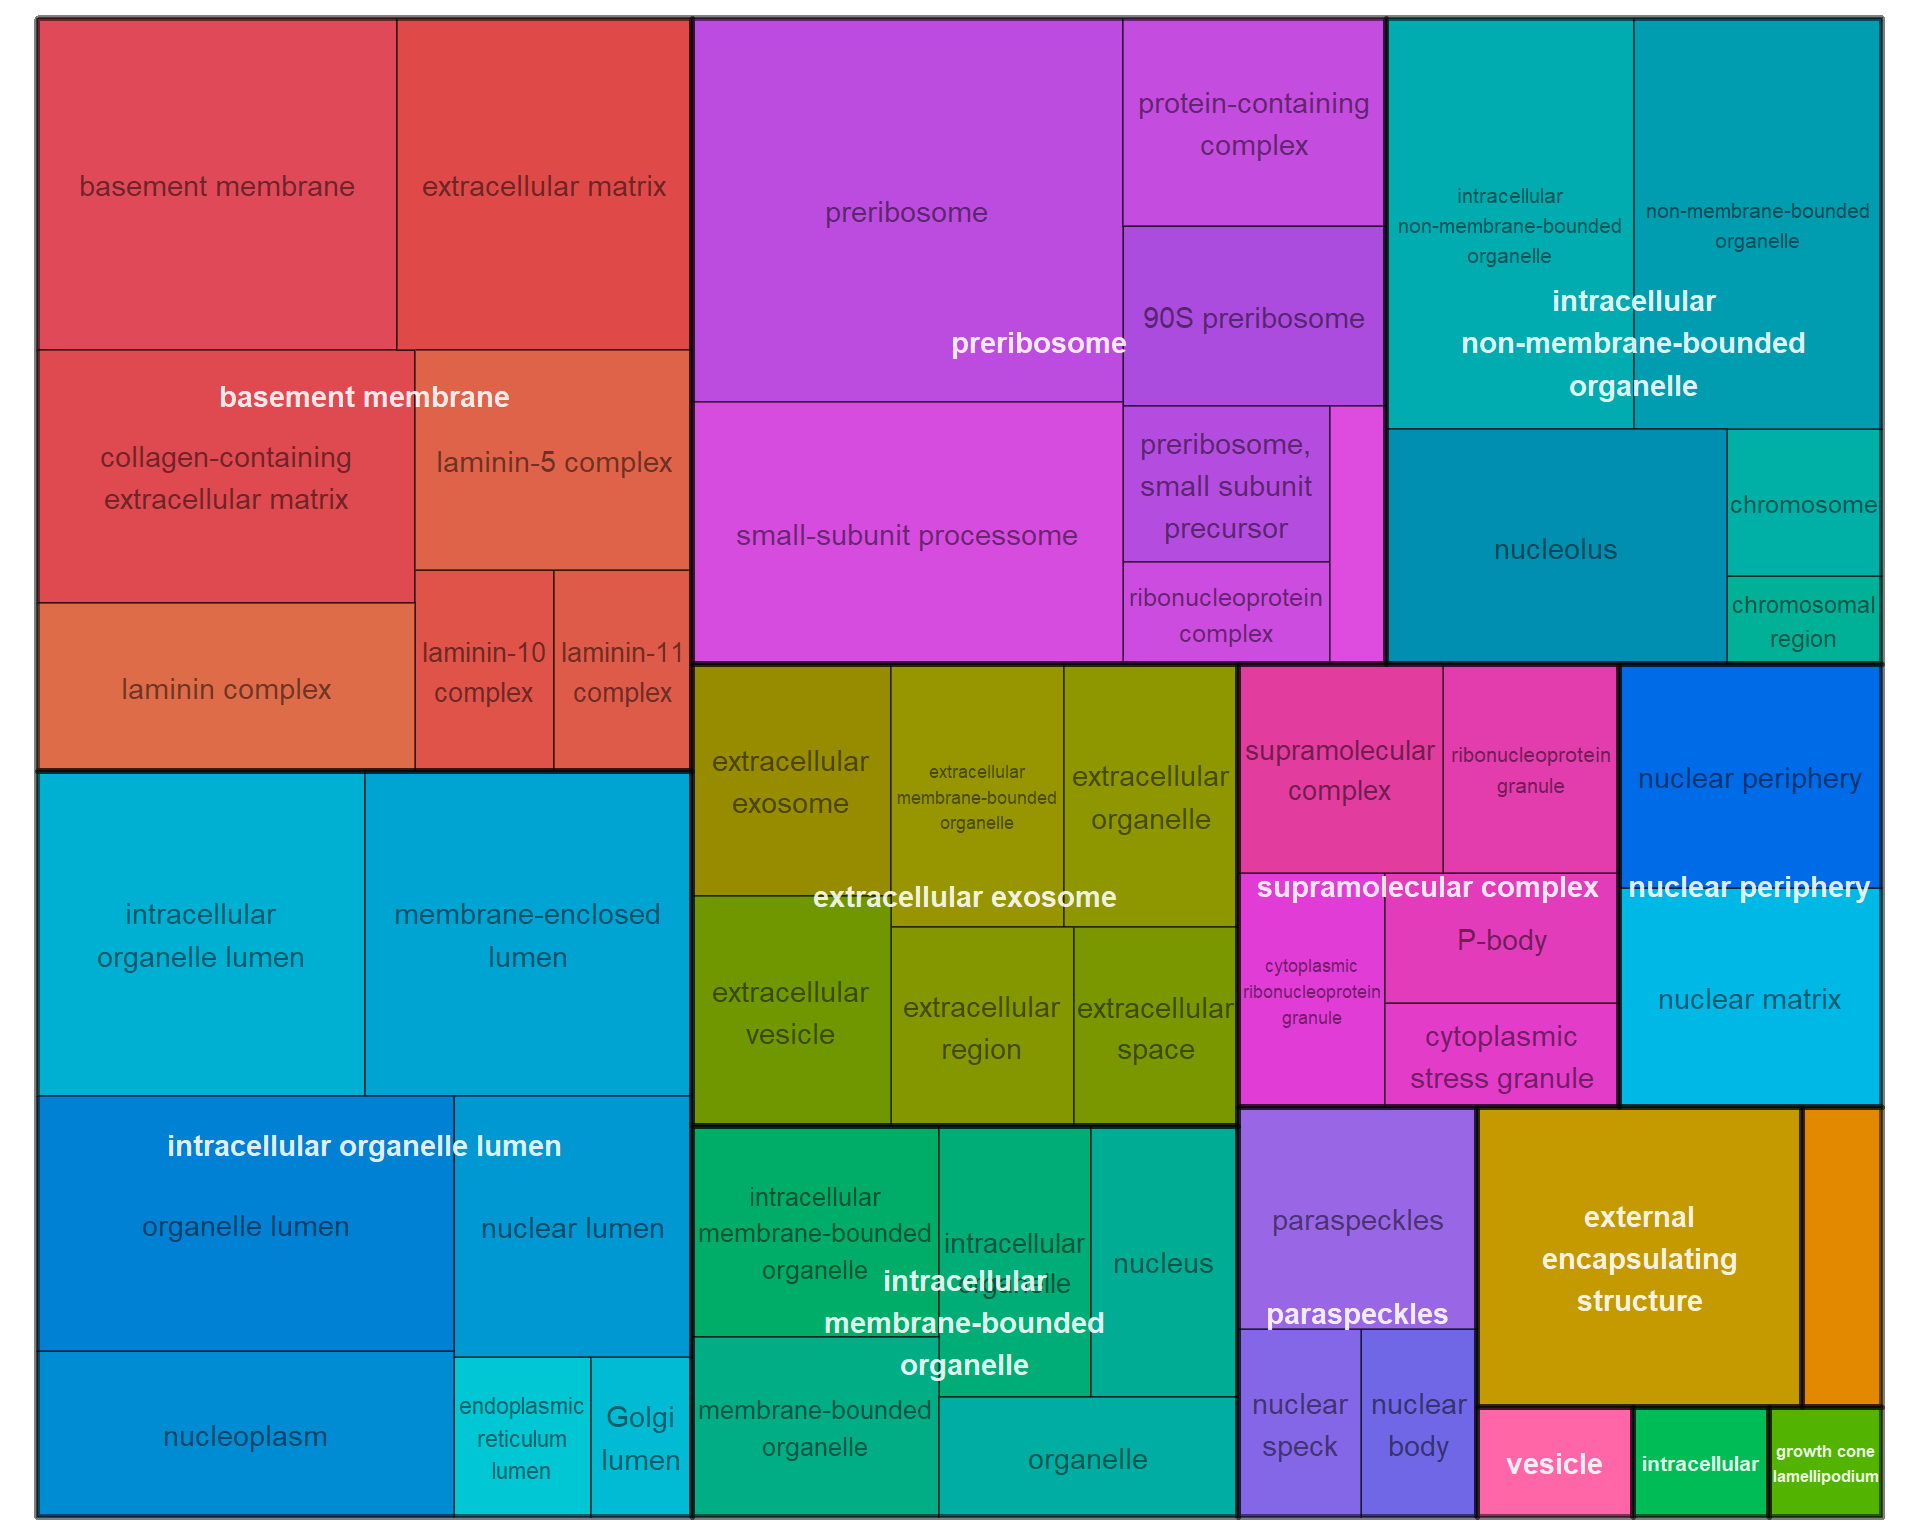 basement membrane
extracellular matrix
basement membrane
collagen-containing
extracellular matrix
laminin-5 complex
laminin complex
laminin-10
complex
laminin-11
complex
preribosome
protein-containing
complex
90S preribosome
preribosome
small-subunit processome
preribosome,
small subunit
precursor
ribonucleoprotein
complex
intracellular
non-membrane-bounded
organelle
non-membrane-bounded
organelle
intracellular
non-membrane-bounded
organelle
nucleolus
chromosome
chromosomal
region
intracellular
organelle lumen
membrane-enclosed
lumen
intracellular organelle lumen
organelle lumen
nuclear lumen
nucleoplasm
endoplasmic
reticulum
lumen
Golgi
lumen
extracellular
exosome
extracellular
membrane-bounded
organelle
extracellular
organelle
extracellular exosome
extracellular
vesicle
extracellular
region
extracellular
space
supramolecular
complex
ribonucleoprotein
granule
supramolecular complex
cytoplasmic
ribonucleoprotein
granule
P-body
cytoplasmic
stress granule
nuclear periphery
nuclear periphery
nuclear matrix
intracellular
membrane-bounded
organelle
intracellular
organelle
nucleus
intracellular
membrane-bounded
organelle
membrane-bounded
organelle
organelle
paraspeckles
paraspeckles
nuclear
speck
nuclear
body
external
encapsulating
structure
vesicle
intracellular
growth cone
lamellipodium